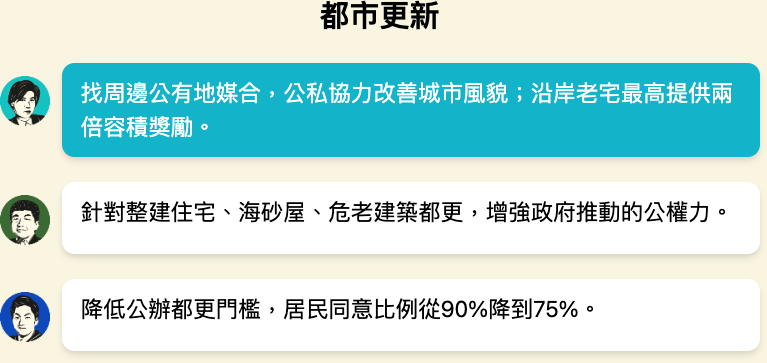 都市更新
找周邊公有地媒合，公私協力改善城市風貌；沿岸老宅最高提供兩
倍容積獎勵。
針對整建住宅、海砂屋、危老建築都更，增強政府推動的公權力。
降低公辦都更門檻，居民同意比例從90%降到75%。